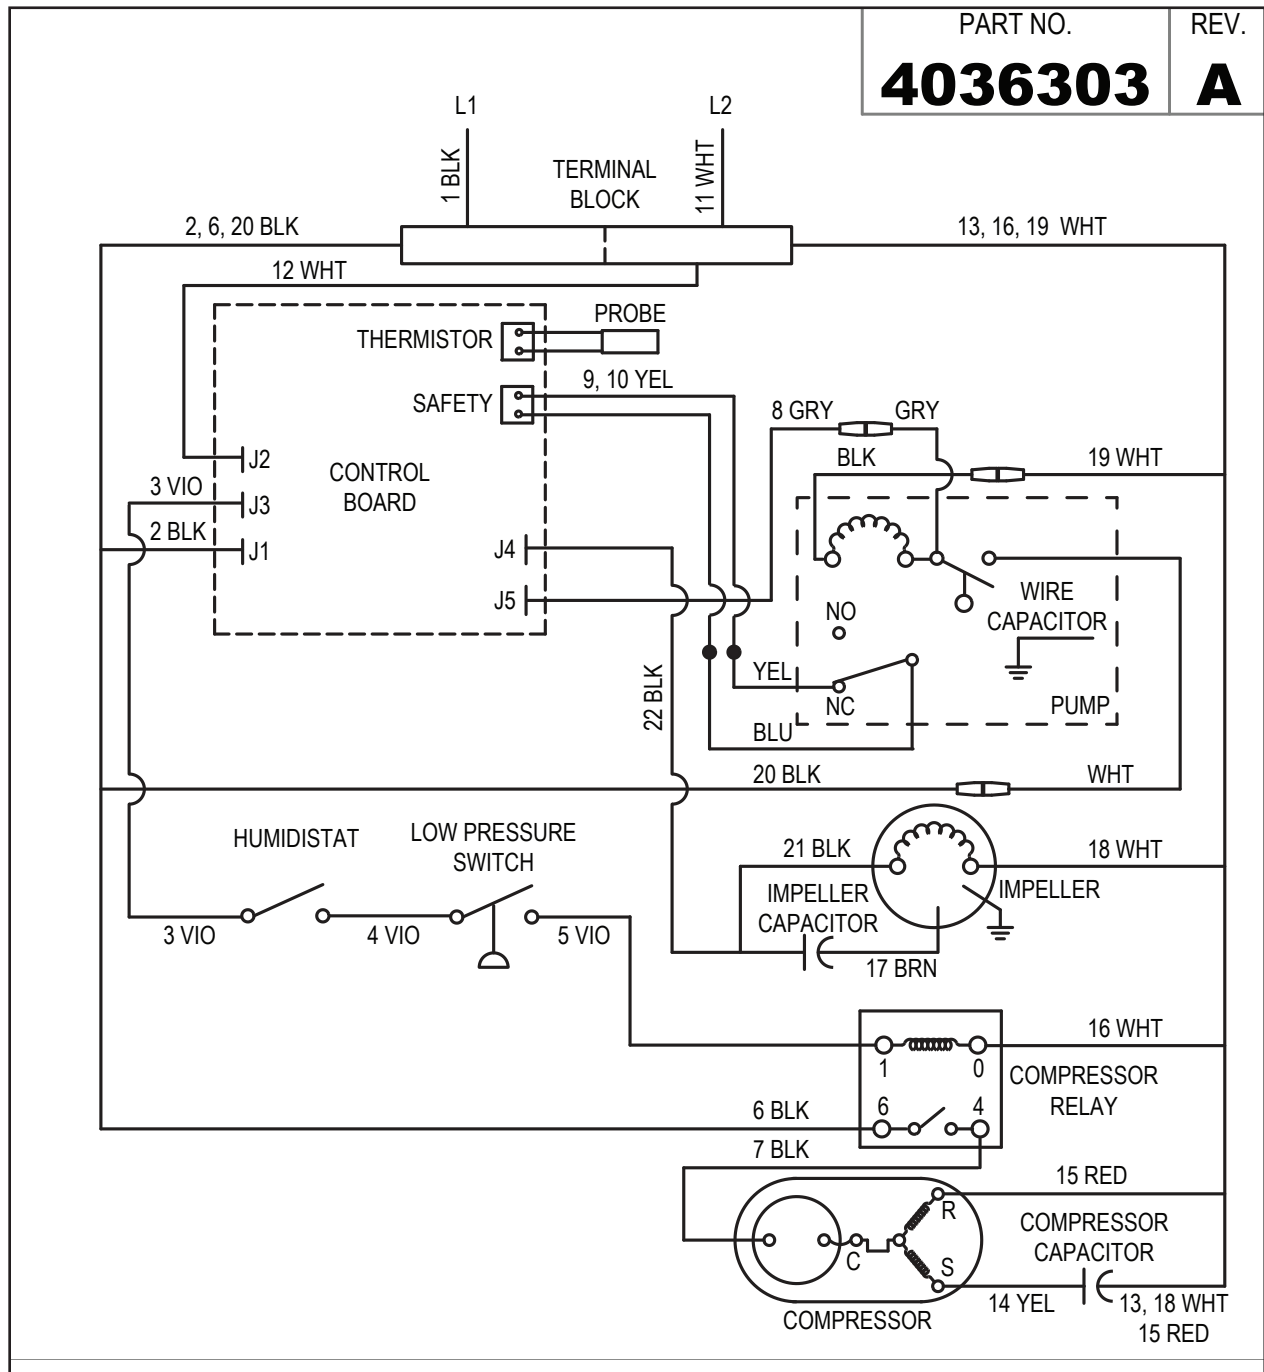 PART NO.
REV.
4036303
A
L1
L2
1 BLK
TERMINAL
BLOCK
11 WHT
2, 6, 20 BLK
13, 16, 19 WHT
12 WHT
THERMISTOR
PROBE
SAFETY
9, 10 YEL
8 GRY
GRY
BLK
19 WHT
J2
CONTROL
BOARD
3 VIO
J3
2 BLK
J1
J4
J5
WIRE
CAPACITOR
NO
YEL
NC
PUMP
22 BLK
BLU
20 BLK
WHT
HUMIDISTAT
LOW PRESSURE
SWITCH
21 BLK
18 WHT
IMPELLER
CAPACITOR
IMPELLER
3 VIO
4 VIO
5 VIO
17 BRN
16 WHT
1
0
COMPRESSOR
RELAY
6 BLK
6
4
7 BLK
15 RED
R
COMPRESSOR
CAPACITOR
C
S
14 YEL
13, 18 WHT
15 RED
COMPRESSOR